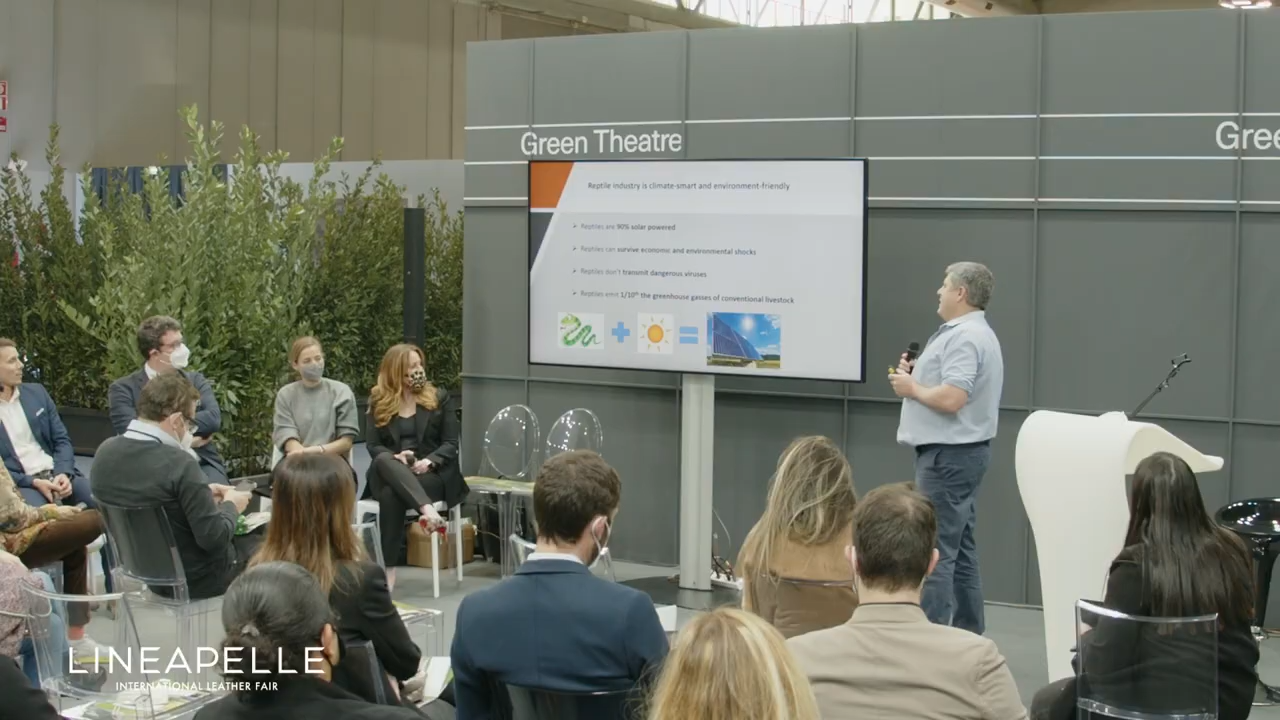 Green Theatre
Gree
Reptile industry is climate-smart and environment-friendly
➢ Reptiles are 90% solar powered
➢ Reptiles can survive economic and environmental shocks
➢ Reptiles don't transmit dangerous viruses
➢ Reptiles emit 1/10th the greenhouse gasses of conventional livestock
LINEAPELLE
INTERNATIONAL LEATHER FAIR